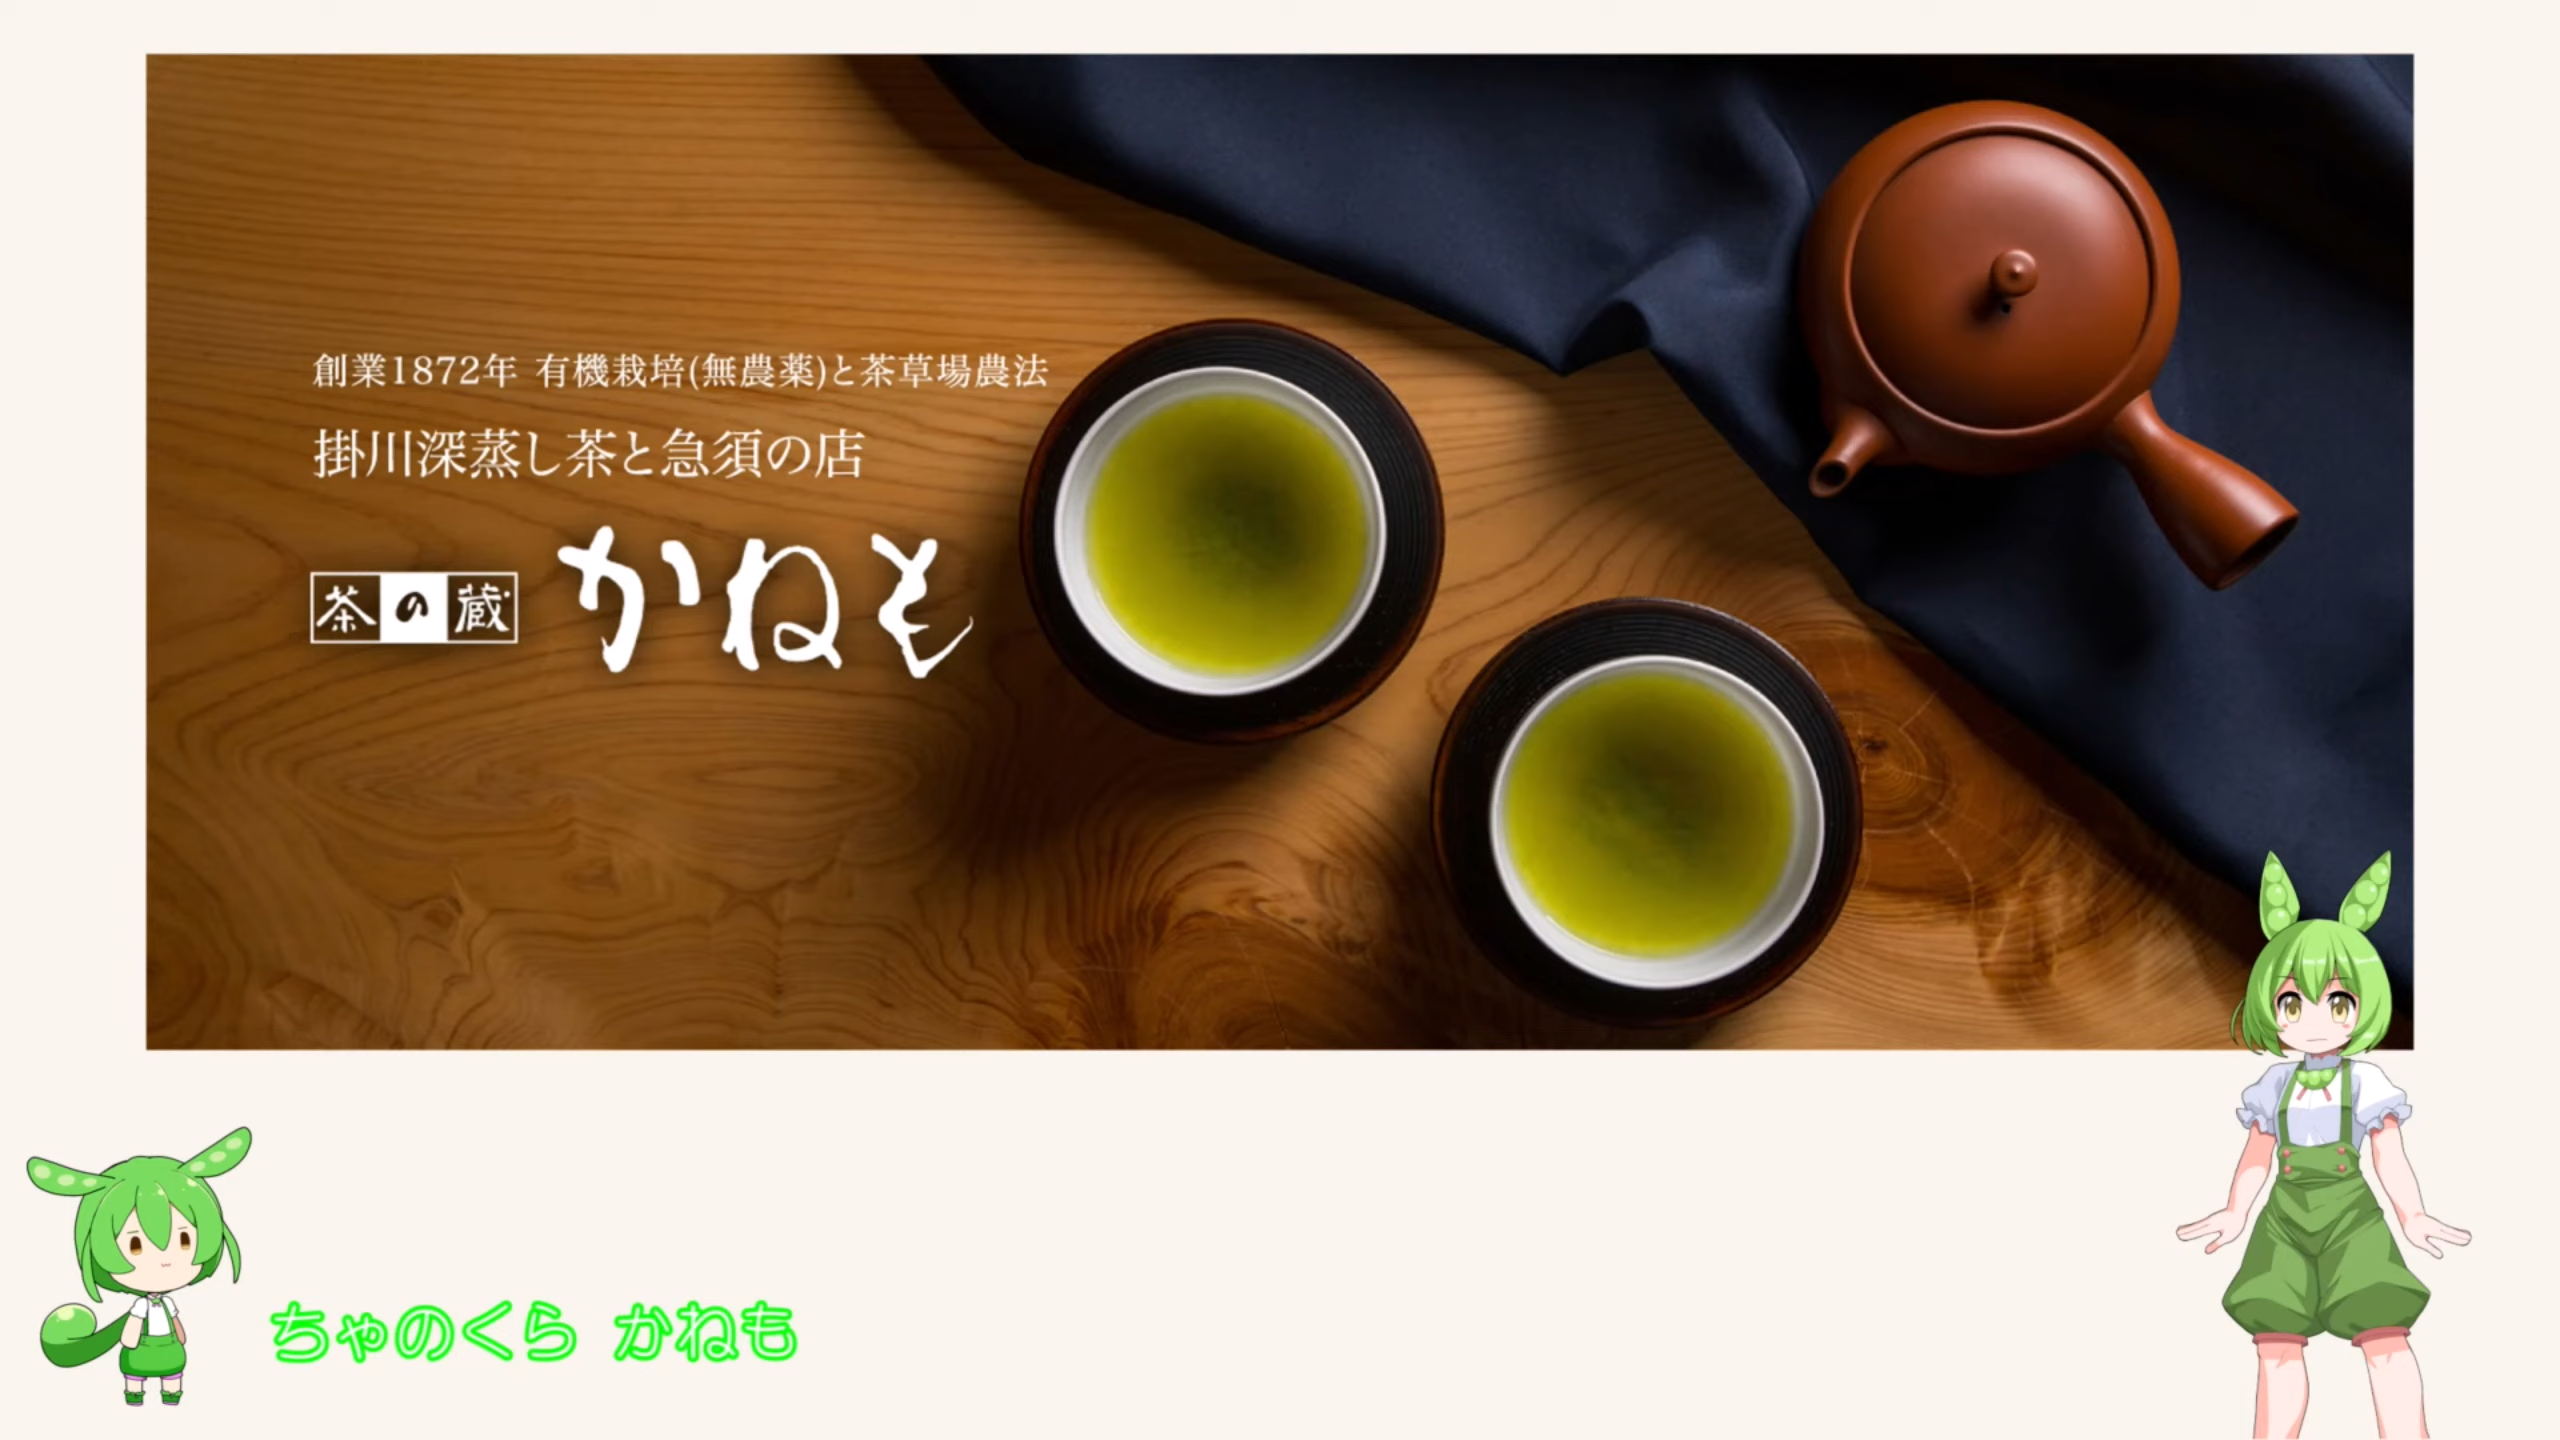 創業1872年 有機栽培(無農薬)と茶草場農法
掛川深蒸し茶と急須の店
茶の蔵 かねも
ちゃのくら かねも